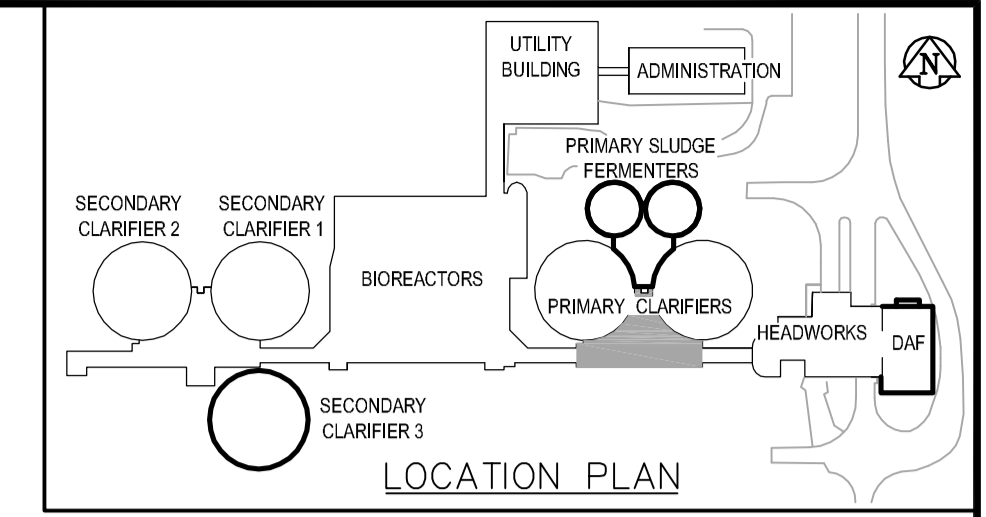 UTILITY
BUILDING
ADMINISTRATION
N
PRIMARY SLUDGE
FERMENTERS
SECONDARY
CLARIFIER 2
SECONDARY
CLARIFIER 1
BIOREACTORS
PRIMARY CLARIFIERS
HEADWORKS
DAF
SECONDARY
CLARIFIER 3
LOCATION PLAN